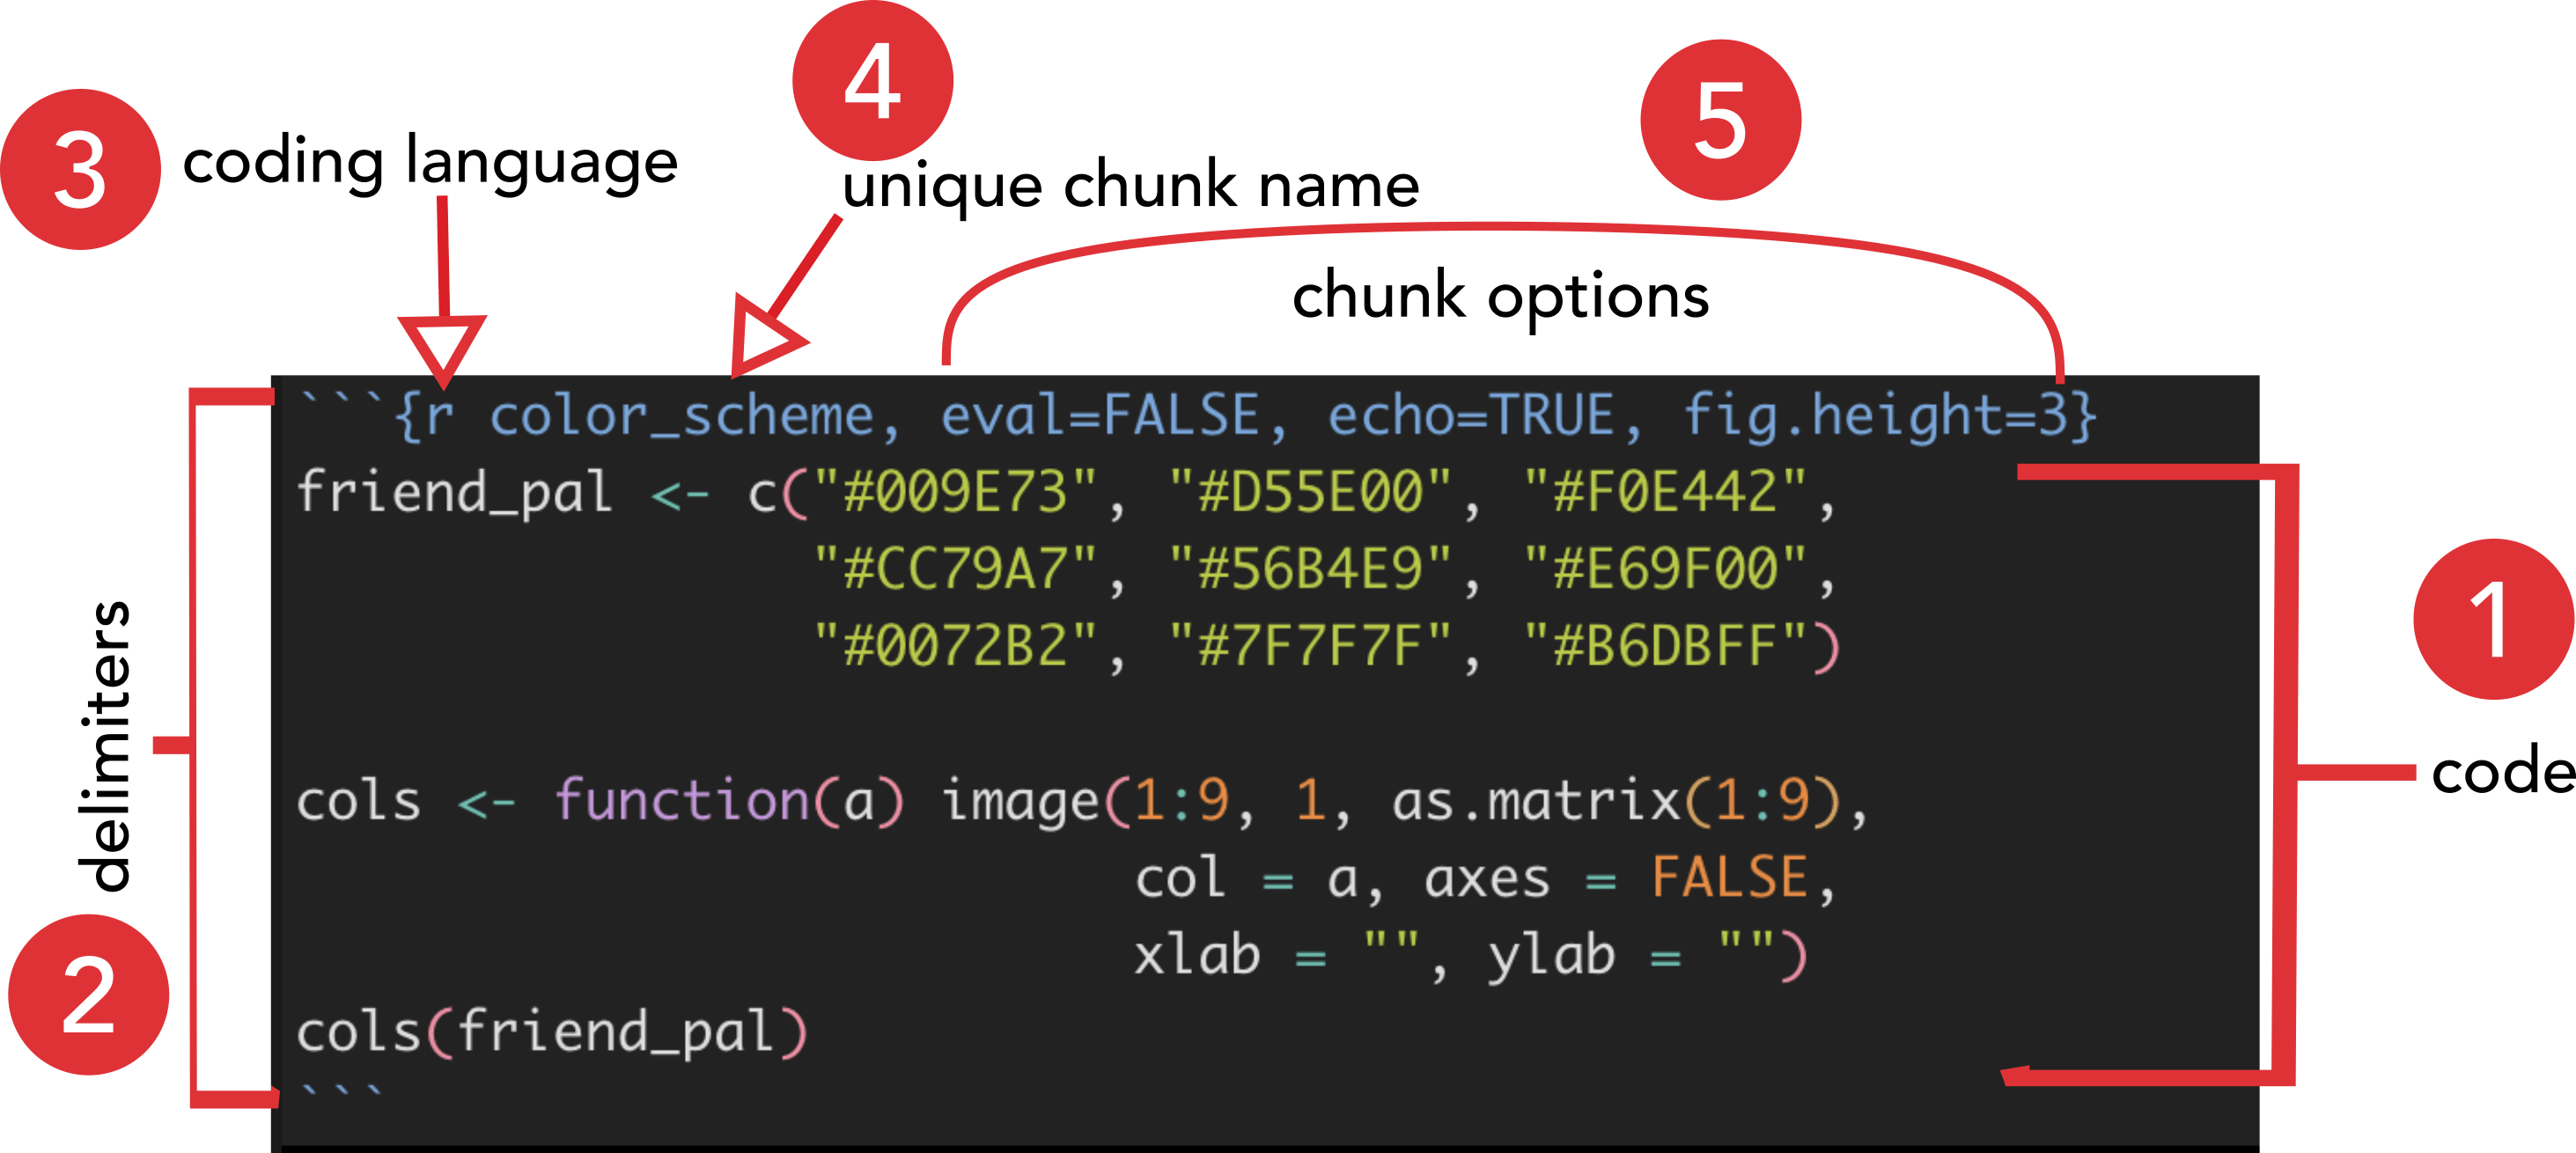 4
5
3
coding language
unique chunk name
chunk options
```{r color_scheme, eval=FALSE, echo=TRUE, fig.height=3}
friend_pal <- c("#009E73", "#D55E00", "#F0E442",
"#CC79A7", "#56B4E9", "#E69F00",
"#0072B2", "#7F7F7F", "#B6DBFF")
cols <- function(a) image(1:9, 1, as.matrix(1:9),
col = a, axes = FALSE,
xlab = "", ylab = "")
cols(friend_pal)
```
delimiters
2
1
code